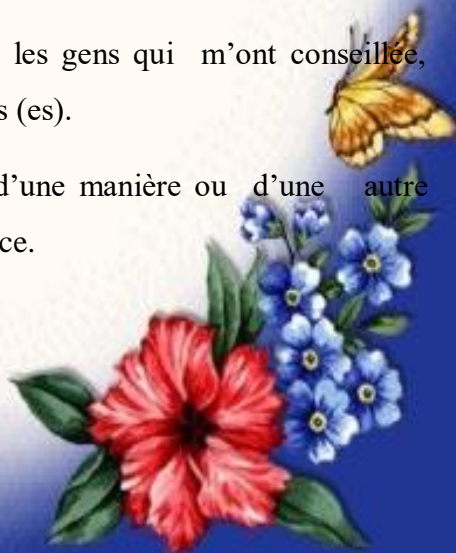 les gens qui m’ont conseillée,
s (es).
d’une manière ou d’une autre
ce.